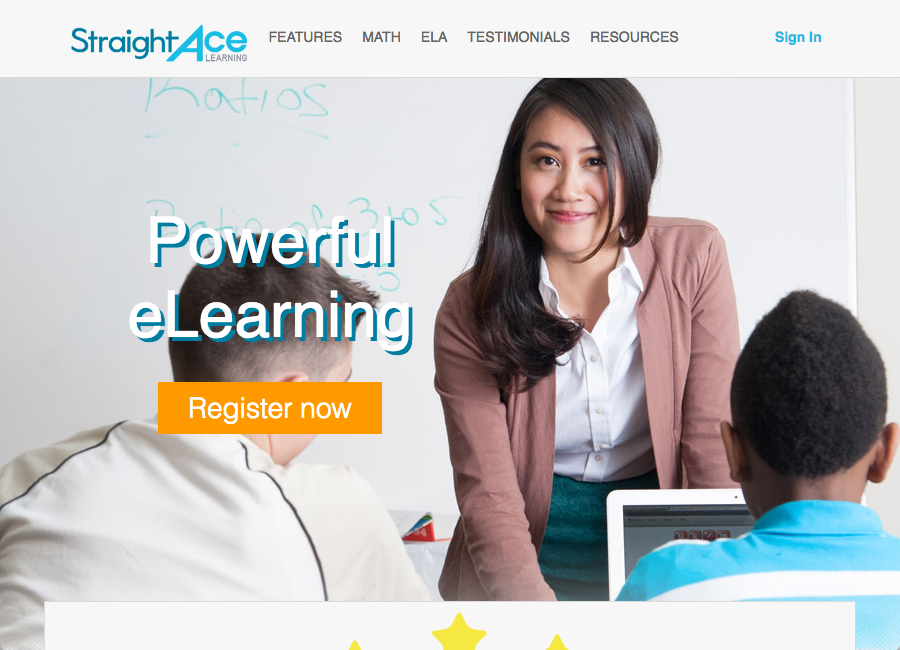 StraightAce
LEARNING
FEATURES
MATH
ELA
TESTIMONIALS
RESOURCES
Sign In
Ratios
Ratio of 3 to 5
Powerful
eLearning
Register now